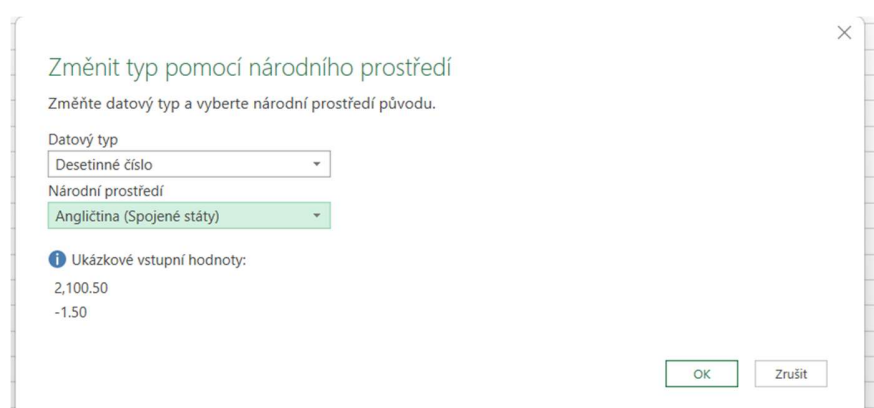 Změnit typ pomocí národního prostředí
Změňte datový typ a vyberte národní prostředí původu.
Datový typ
Desetinné číslo
Národní prostředí
Angličtina (Spojené státy)
Ukázkové vstupní hodnoty:
2,100.50
-1.50
OK Zrušit